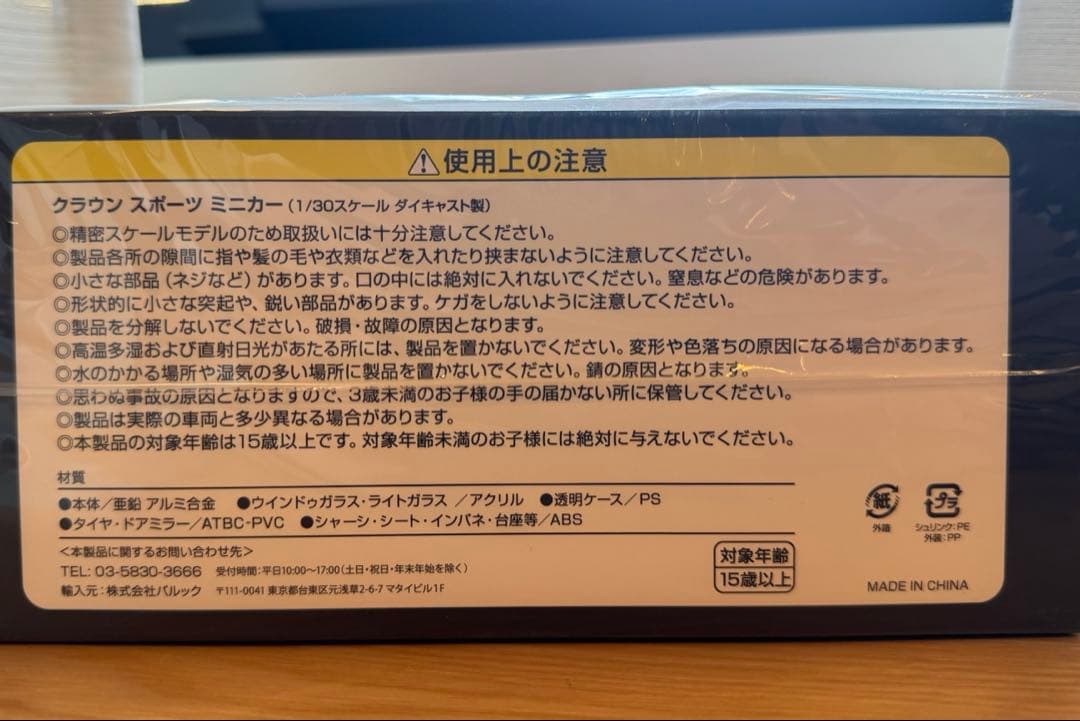 ⚠使用上の注意
クラウン スポーツ ミニカー（1/30スケール ダイキャスト製）
◎精密スケールモデルのため取扱いには十分注意してください。
◎製品各所の隙間に指や髪の毛や衣類などを入れたり挟まないように注意してください。
◎小さな部品（ネジなど）があります。口の中には絶対に入れないでください。窒息などの危険があります。
◎形状的に小さな突起や、鋭い部品があります。ケガをしないように注意してください。
◎製品を分解しないでください。破損・故障の原因となります。
◎高温多湿および直射日光があたる所には、製品を置かないでください。変形や色落ちの原因になる場合があります。
◎水のかかる場所や湿気の多い場所に製品を置かないでください。錆の原因となります。
◎思わぬ事故の原因となりますので、3歳未満のお子様の手の届かない所に保管してください。
◎製品は実際の車両と多少異なる場合があります。
◎本製品の対象年齢は15歳以上です。対象年齢未満のお子様には絶対に与えないでください。
材質
●本体／亜鉛 アルミ合金 ●ウインドゥガラス・ライトガラス ／アクリル ●透明ケース／PS
●タイヤ・ドアミラー／ATBC-PVC ●シャーシ・シート・インパネ・台座等／ABS
＜本製品に関するお問い合わせ先＞
TEL: 03-5830-3666 受付時間：平日10:00〜17:00（土日・祝日・年末年始を除く）
輸入元：株式会社バルック 〒111-0041 東京都台東区元浅草2-6-7 マタイビル1F
対象年齢
15歳以上
紙
外箱
プラ
シュリンク：PE
外装：PP
MADE IN CHINA